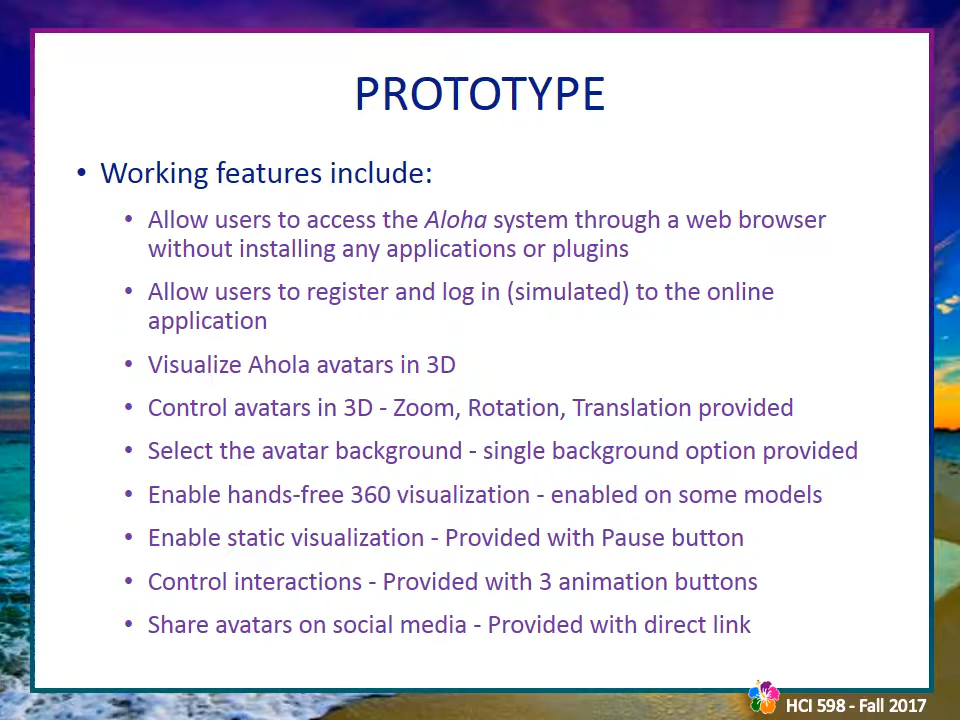 PROTOTYPE
• Working features include:
• Allow users to access the Aloha system through a web browser
without installing any applications or plugins
• Allow users to register and log in (simulated) to the online
application
• Visualize Ahola avatars in 3D
• Control avatars in 3D - Zoom, Rotation, Translation provided
• Select the avatar background - single background option provided
• Enable hands-free 360 visualization - enabled on some models
• Enable static visualization - Provided with Pause button
• Control interactions - Provided with 3 animation buttons
• Share avatars on social media - Provided with direct link
HCI 598 - Fall 2017